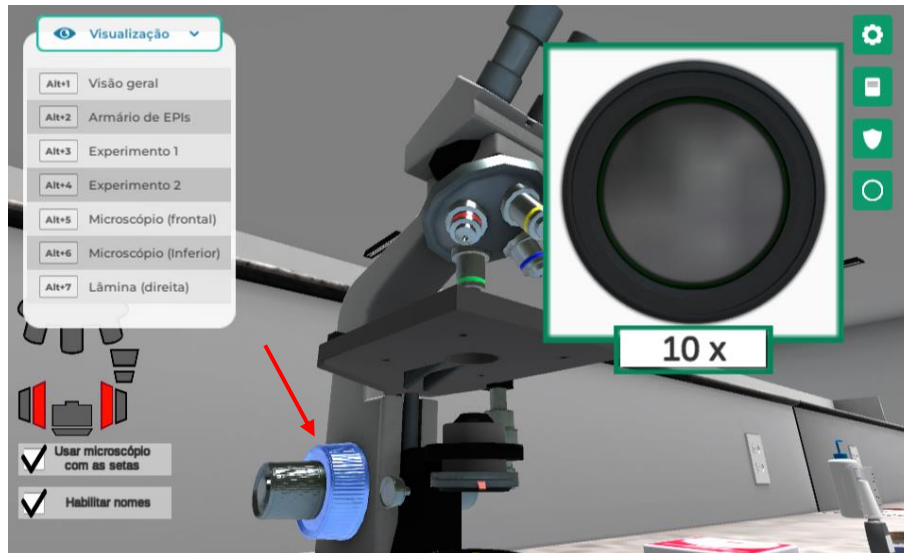 Visualização
Alt+1 Visão geral
Alt+2 Armário de EPIs
Alt+3 Experimento 1
Alt+4 Experimento 2
Alt+5 Microscópio (frontal)
Alt+6 Microscópio (Inferior)
Alt+7 Lâmina (direita)
10 x
Usar microscópio
com as setas
Habilitar nomes